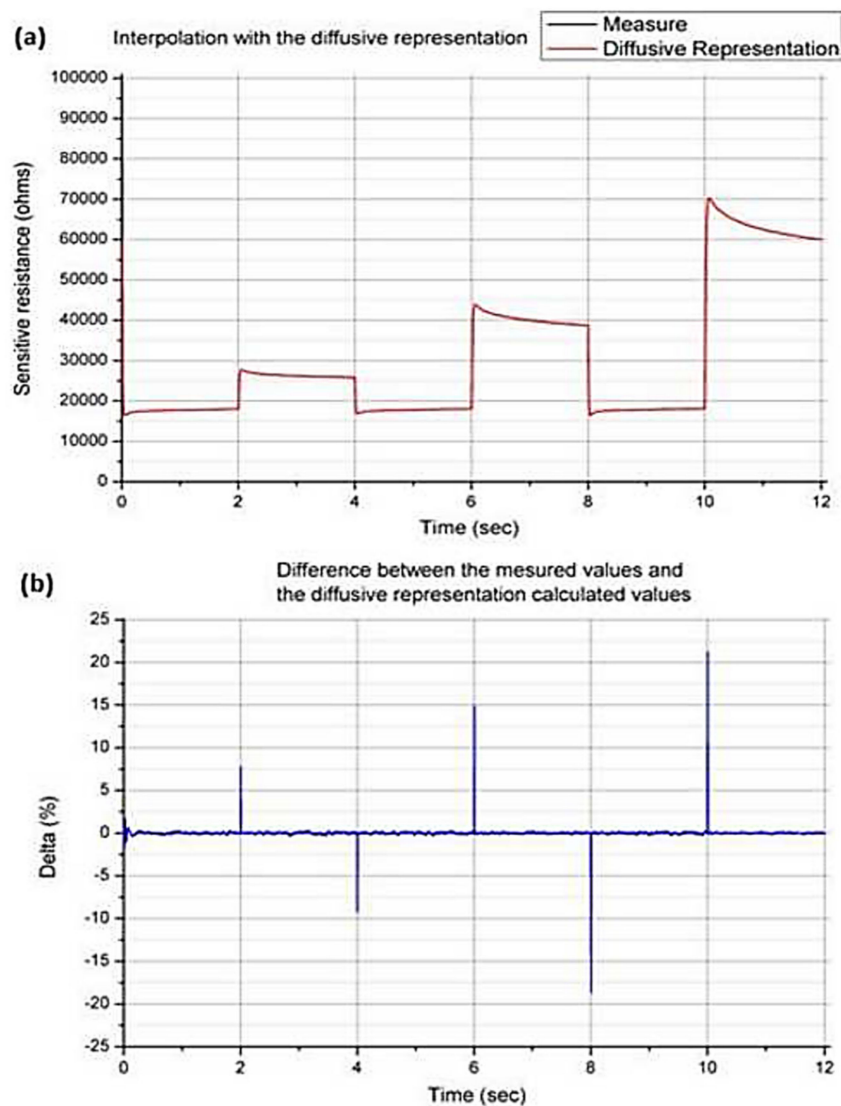 (a)
Interpolation with the diffusive representation
Measure
Diffusive Representation
100000
90000
80000
70000
60000
50000
40000
30000
20000
10000
0
Sensitive resistance (ohms)
0 2 4 6 8 10 12
Time (sec)
(b)
Difference between the mesured values and
the diffusive representation calculated values
25
20
15
10
5
0
-5
-10
-15
-20
-25
Delta (%)
0 2 4 6 8 10 12
Time (sec)